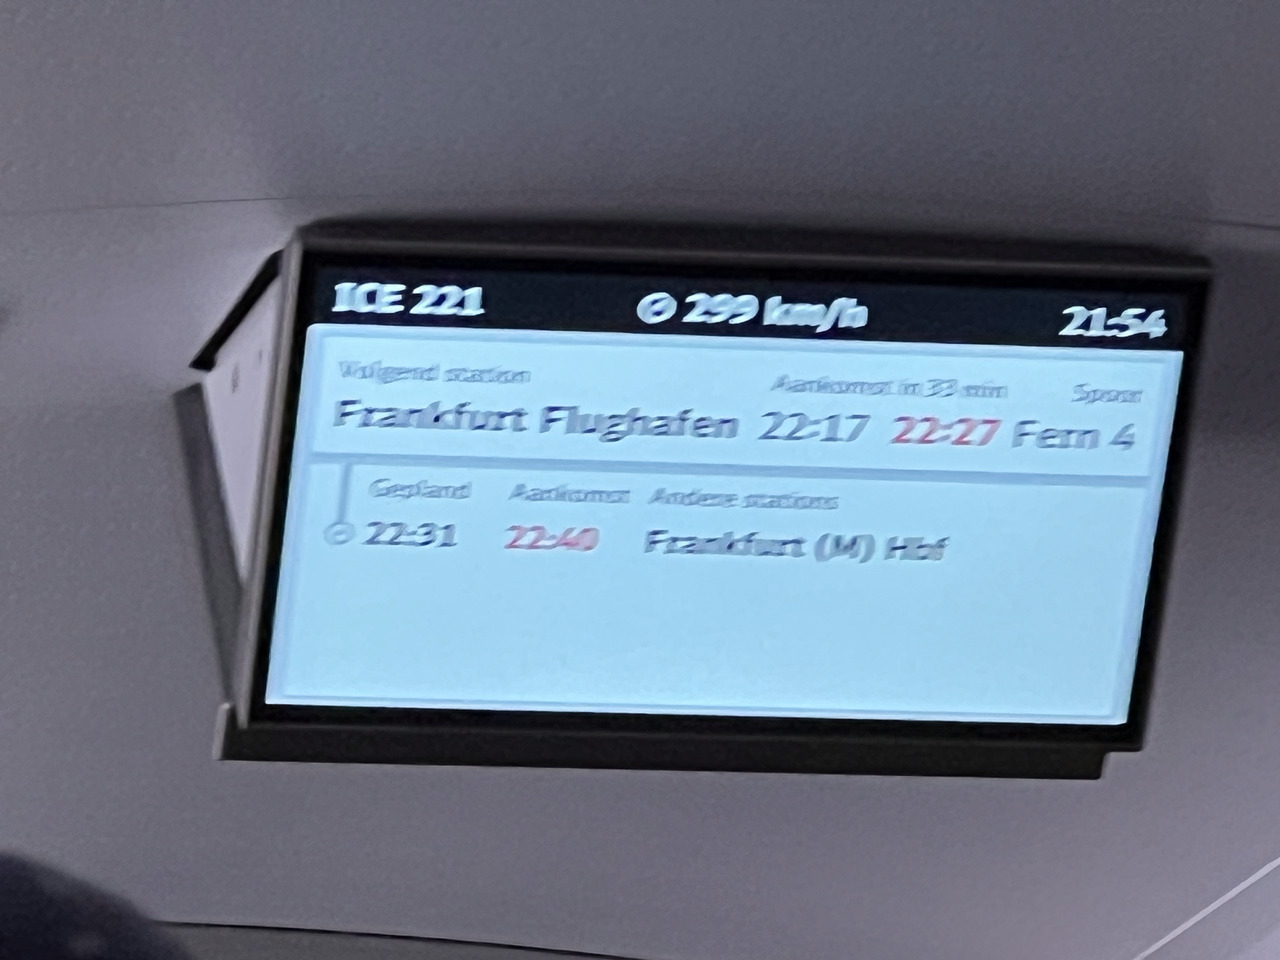 ICE 221 299 km/h 21:54
Volgend station Aankomst in 33 min Spoor
Frankfurt Flughafen 22:17 22:27 Fern 4
Gepland Aankomst Andere stations
22:31 22:40 Frankfurt (M) Hbf